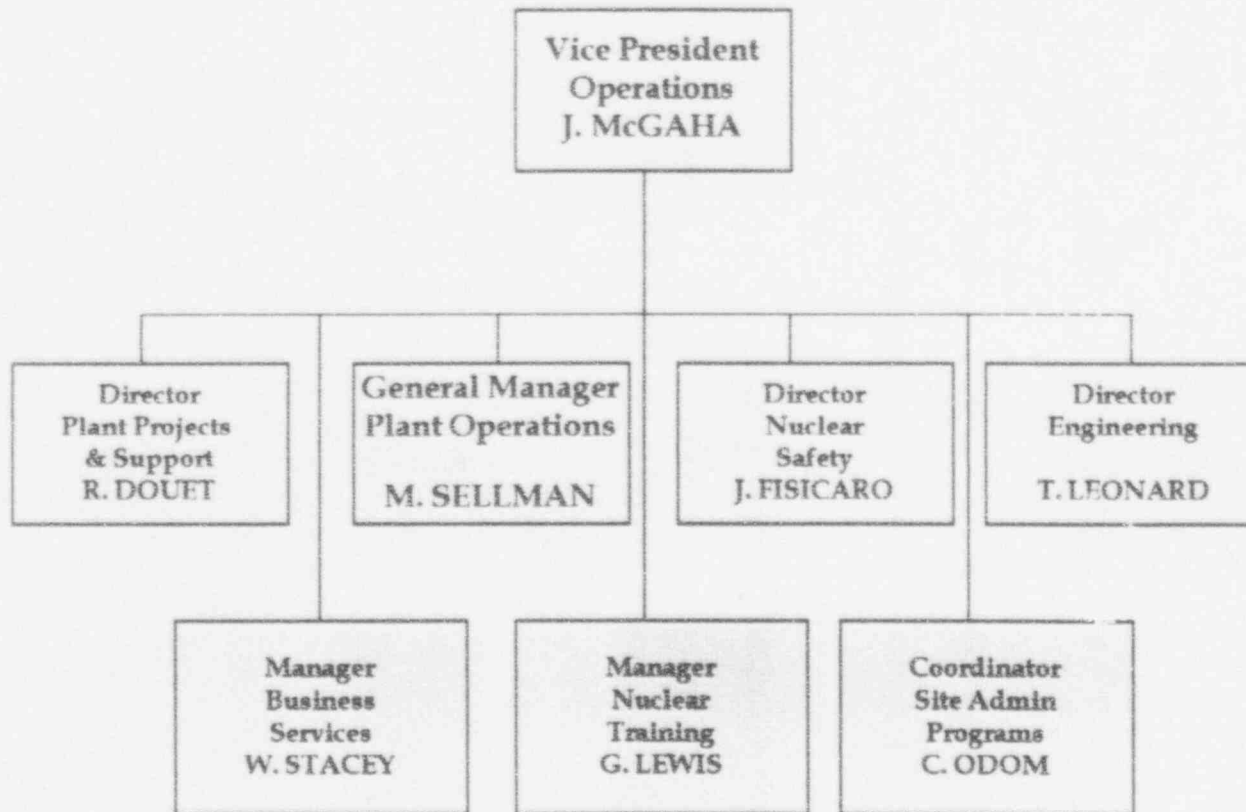 Vice President
Operations
J. McGAHA
Director
Plant Projects
& Support
R. DOUET
General Manager
Plant Operations
M. SELLMAN
Director
Nuclear
Safety
J. FISICARO
Director
Engineering
T. LEONARD
Manager
Business
Services
W. STACEY
Manager
Nuclear
Training
G. LEWIS
Coordinator
Site Admin
Programs
C. ODOM